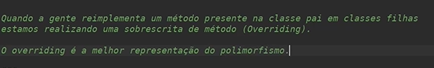 Quando a gente reimplementa um método presente na classe pai em classes filhas
estamos realizando uma sobrescrita de método (Overriding).
O overriding é a melhor representação do polimorfismo.